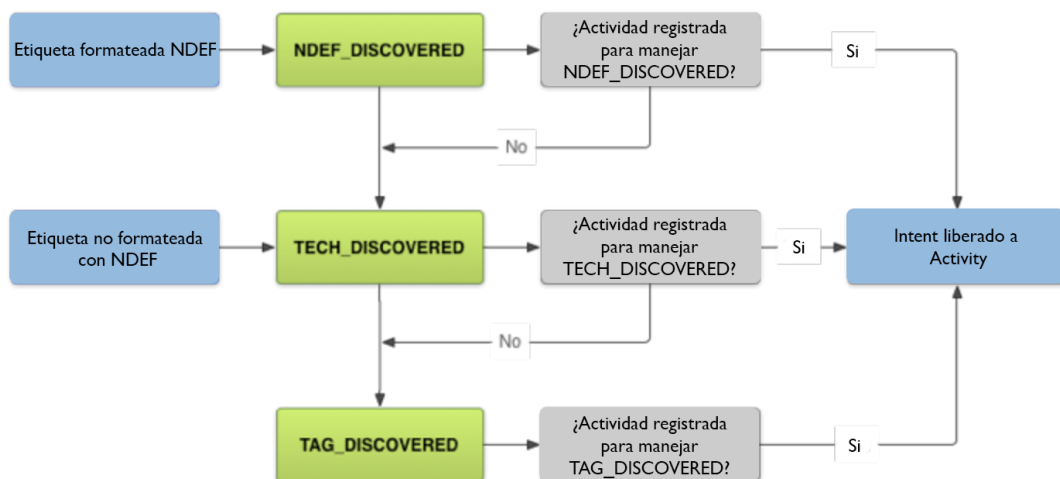 Etiqueta formateada NDEF
NDEF_DISCOVERED
¿Actividad registrada
para manejar
NDEF_DISCOVERED?
Si
No
Etiqueta no formateada
con NDEF
TECH_DISCOVERED
¿Actividad registrada
para manejar
TECH_DISCOVERED?
Si
Intent liberado a
Activity
No
TAG_DISCOVERED
¿Actividad registrada
para manejar
TAG_DISCOVERED?
Si